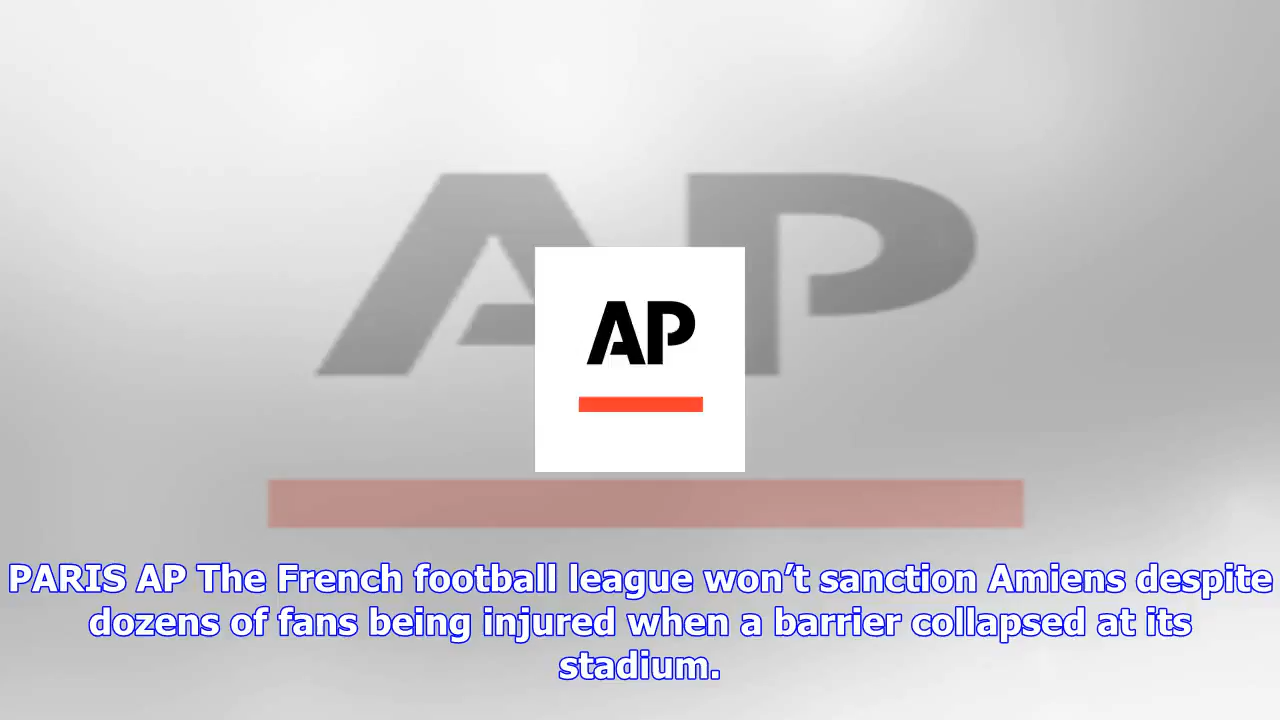 AP
AP
PARIS AP The French football league won’t sanction Amiens despite
dozens of fans being injured when a barrier collapsed at its
stadium.